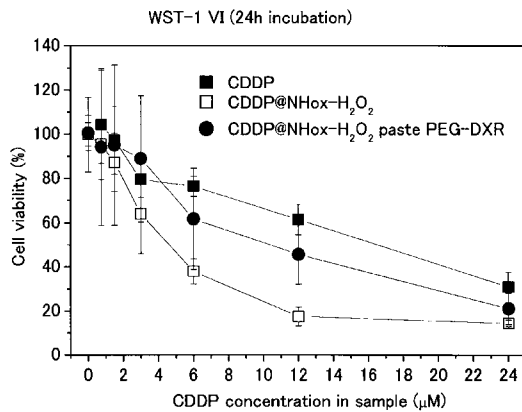 WST-1 VI (24h incubation)
140
120
100
80
60
40
20
0
Cell viability (%)
CDDP
CDDP@NHox-H₂O₂
CDDP@NHox-H₂O₂ paste PEG-DXR
0 2 4 6 8 10 12 14 16 18 20 22 24
CDDP concentration in sample (μM)